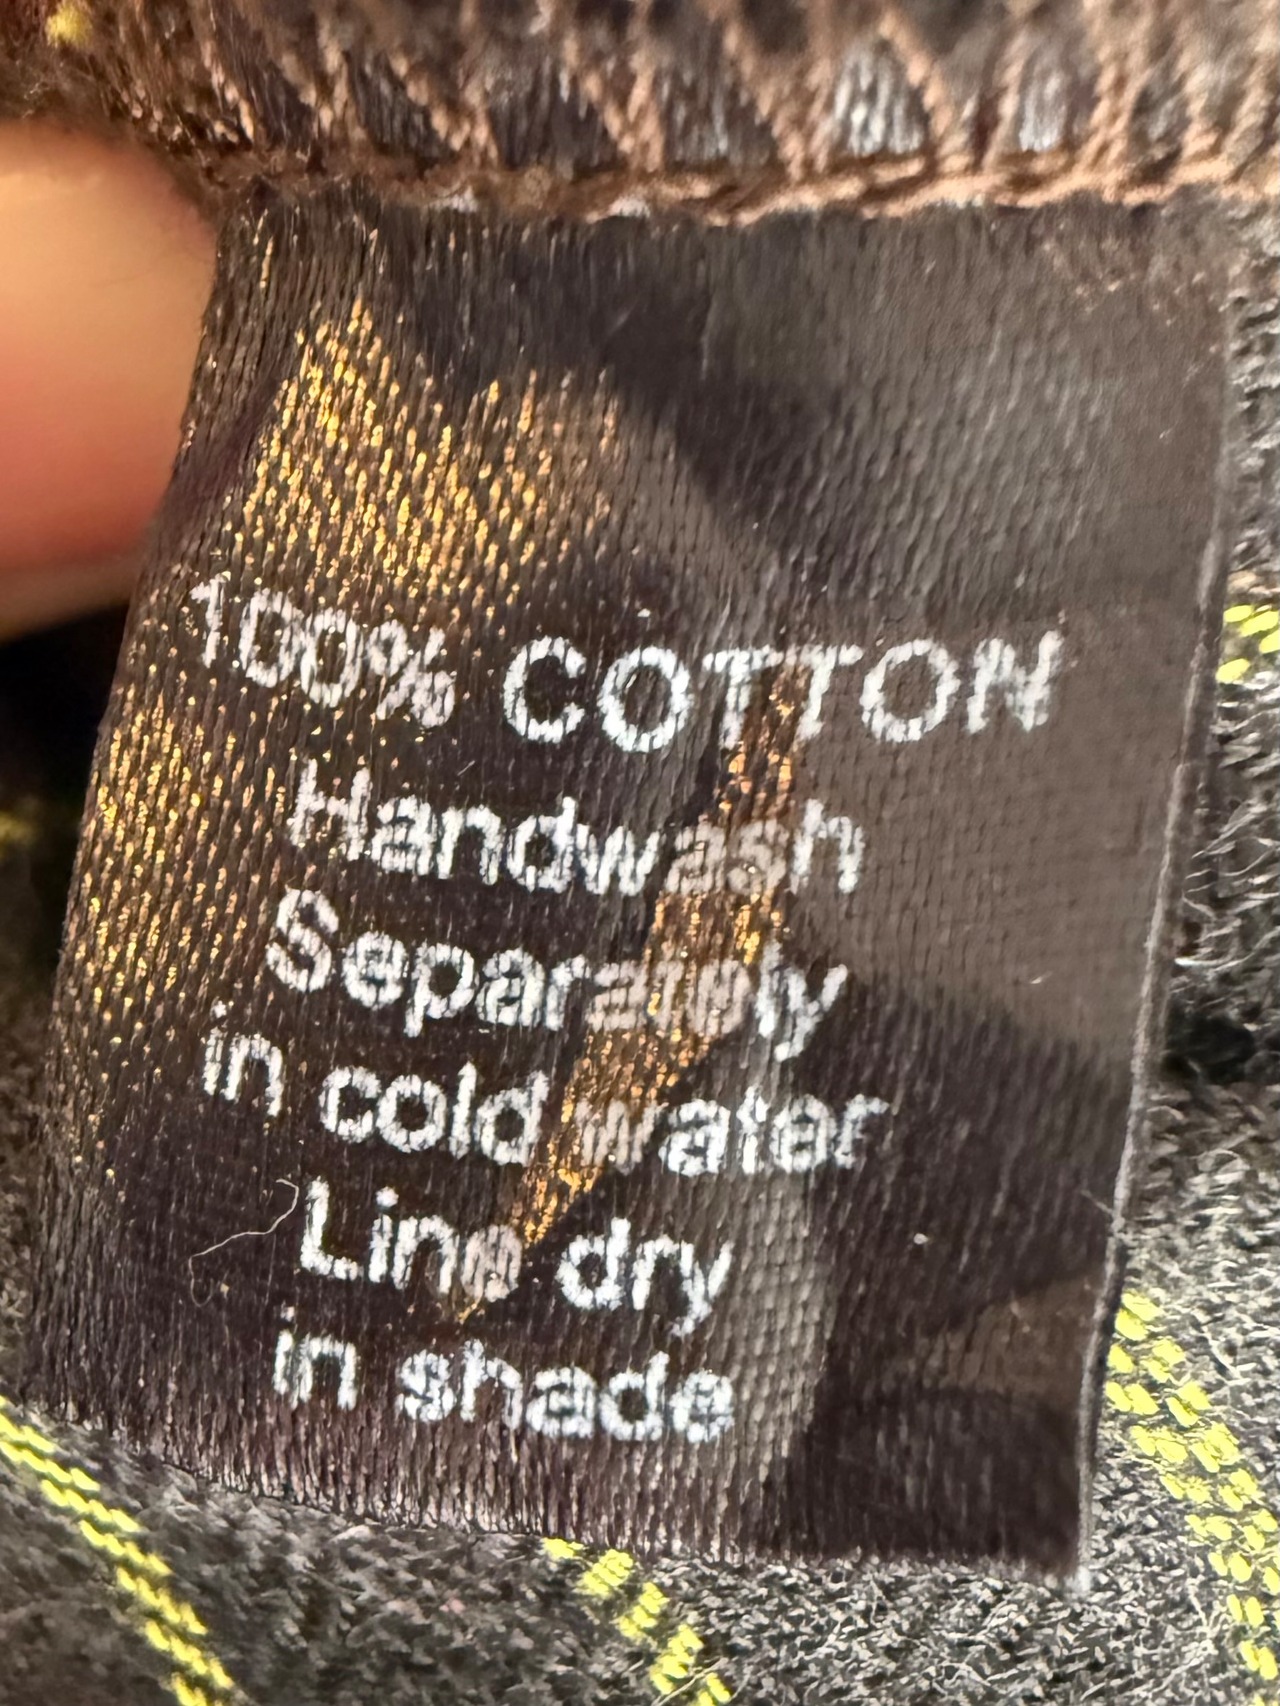 100% COTTON
Handwash
Separately
in cold water
Line dry
in shade